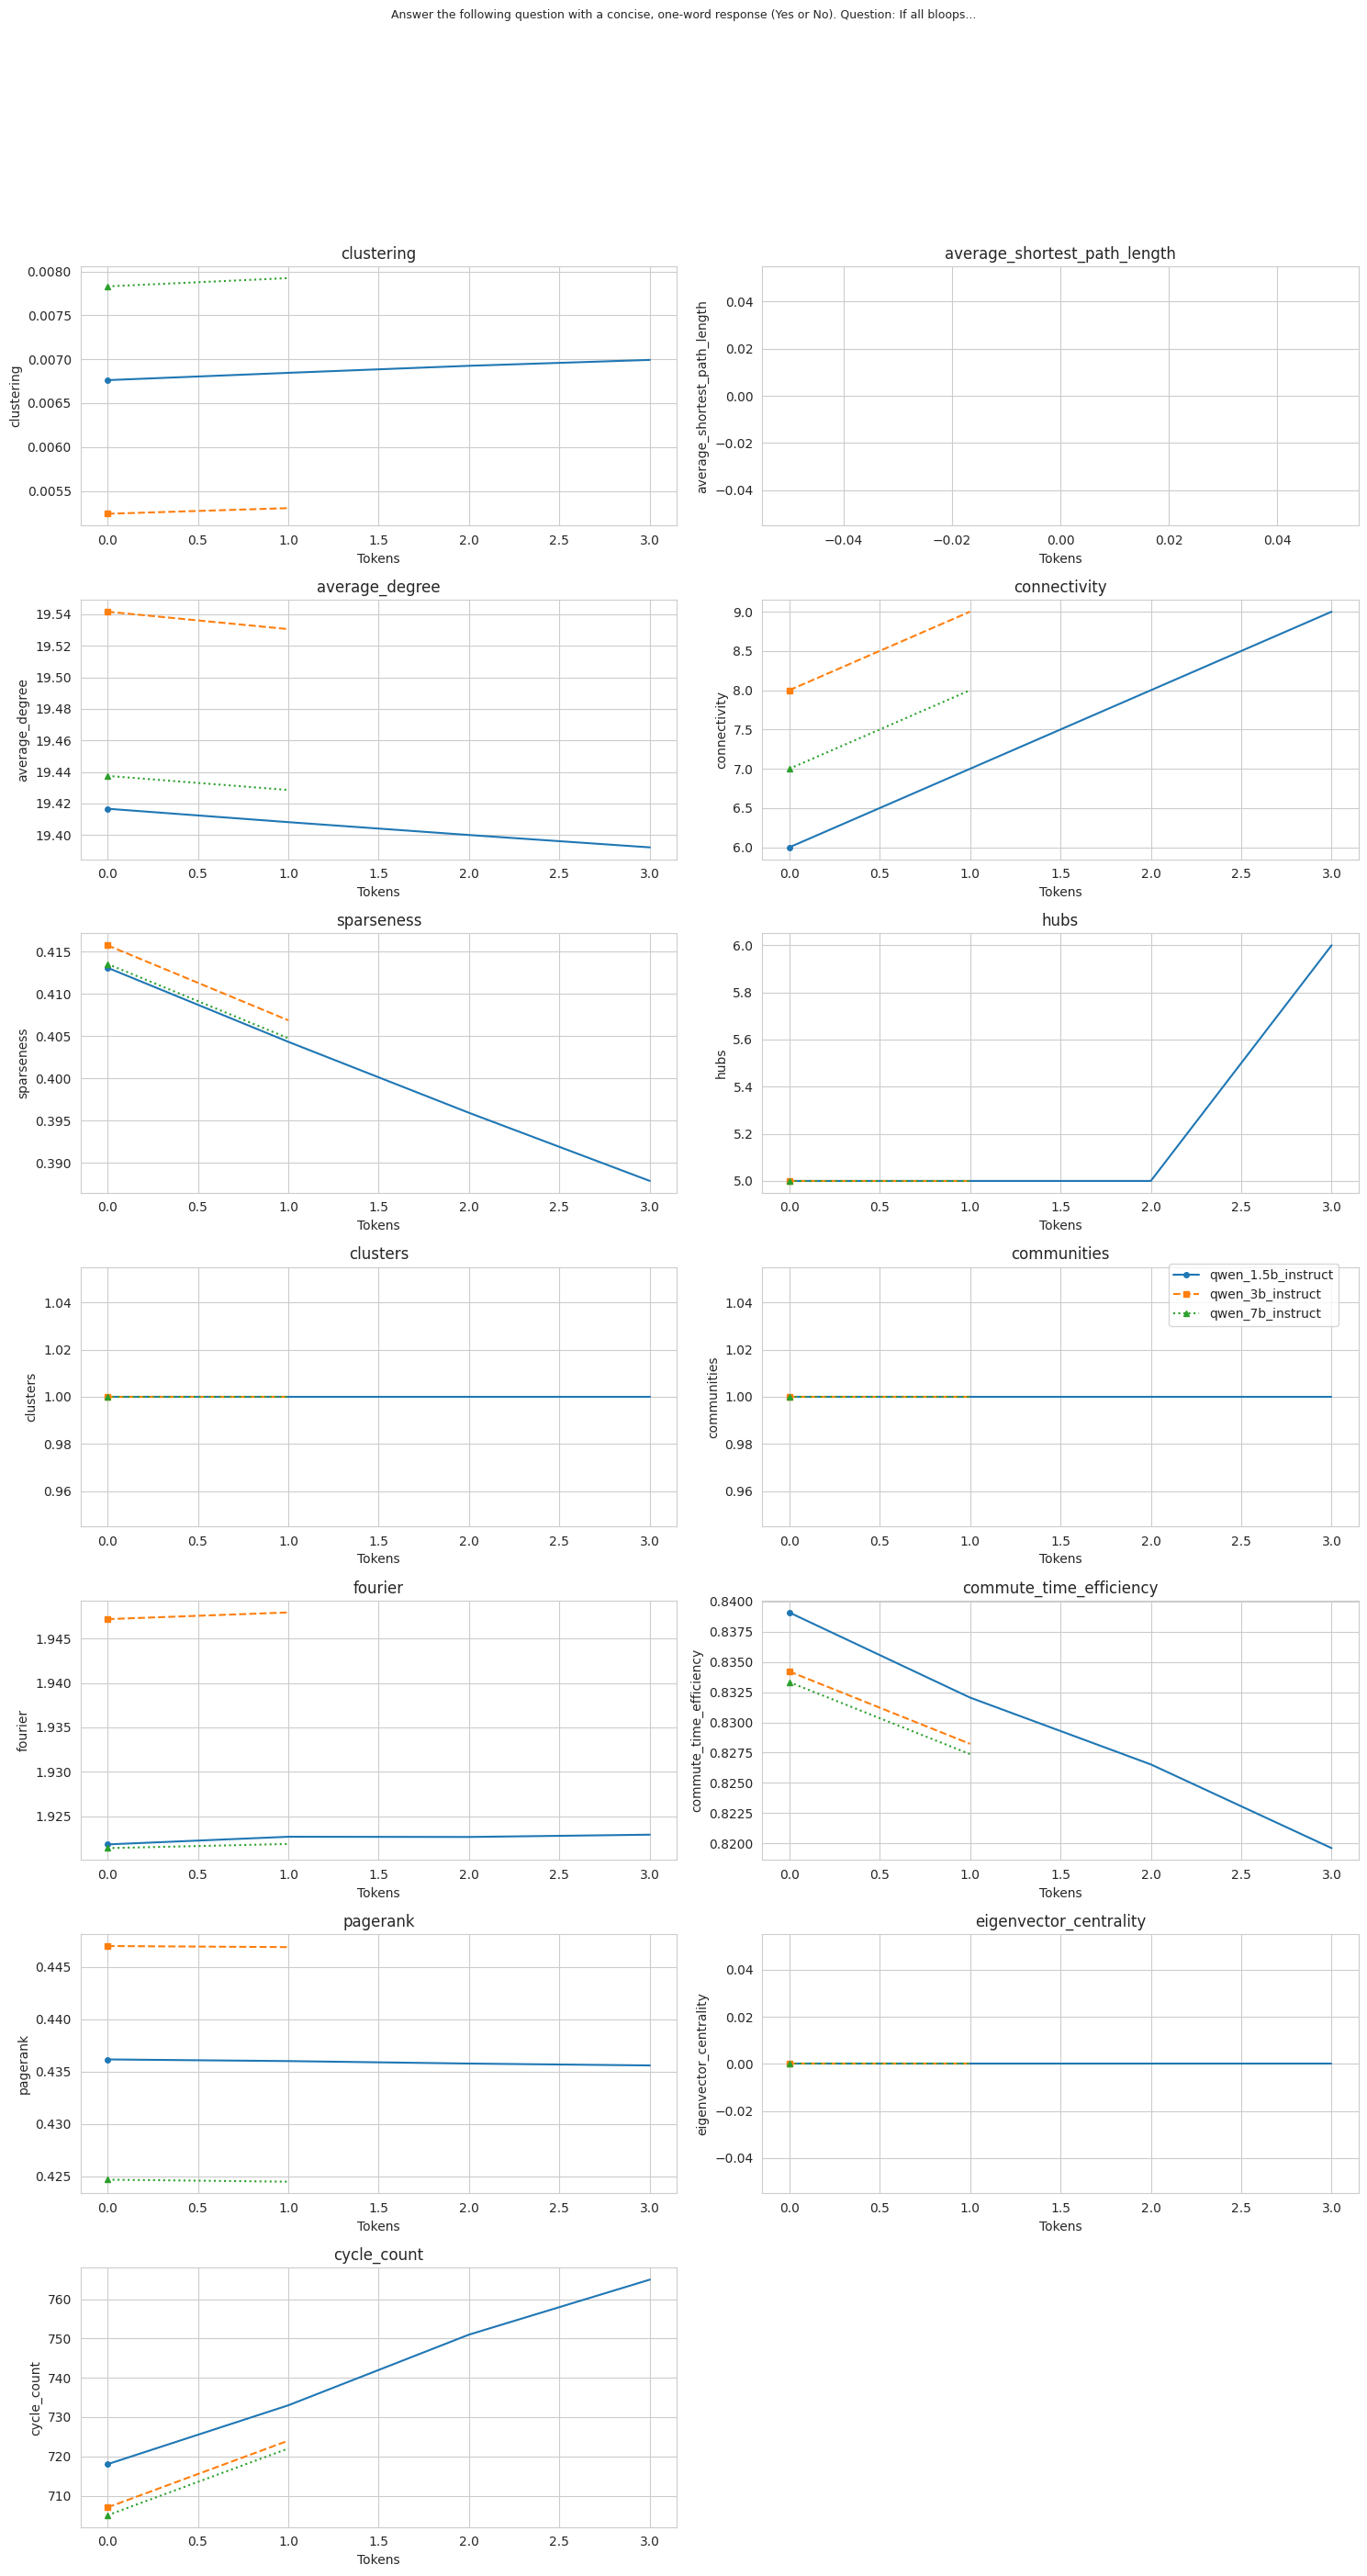 Answer the following question with a concise, one-word response (Yes or No). Question: If all bloops...
clustering
clustering
0.0080
0.0075
0.0070
0.0065
0.0060
0.0055
0.0 0.5 1.0 1.5 2.0 2.5 3.0
Tokens
average_shortest_path_length
average_shortest_path_length
0.04
0.02
0.00
−0.02
−0.04
−0.04 −0.02 0.00 0.02 0.04
Tokens
average_degree
average_degree
19.54
19.52
19.50
19.48
19.46
19.44
19.42
19.40
0.0 0.5 1.0 1.5 2.0 2.5 3.0
Tokens
connectivity
connectivity
9.0
8.5
8.0
7.5
7.0
6.5
6.0
0.0 0.5 1.0 1.5 2.0 2.5 3.0
Tokens
sparseness
sparseness
0.415
0.410
0.405
0.400
0.395
0.390
0.0 0.5 1.0 1.5 2.0 2.5 3.0
Tokens
hubs
hubs
6.0
5.8
5.6
5.4
5.2
5.0
0.0 0.5 1.0 1.5 2.0 2.5 3.0
Tokens
clusters
clusters
1.04
1.02
1.00
0.98
0.96
0.0 0.5 1.0 1.5 2.0 2.5 3.0
Tokens
communities
communities
1.04
1.02
1.00
0.98
0.96
0.0 0.5 1.0 1.5 2.0 2.5 3.0
Tokens
qwen_1.5b_instruct
qwen_3b_instruct
qwen_7b_instruct
fourier
fourier
1.945
1.940
1.935
1.930
1.925
0.0 0.5 1.0 1.5 2.0 2.5 3.0
Tokens
commute_time_efficiency
commute_time_efficiency
0.8400
0.8375
0.8350
0.8325
0.8300
0.8275
0.8250
0.8225
0.8200
0.0 0.5 1.0 1.5 2.0 2.5 3.0
Tokens
pagerank
pagerank
0.445
0.440
0.435
0.430
0.425
0.0 0.5 1.0 1.5 2.0 2.5 3.0
Tokens
eigenvector_centrality
eigenvector_centrality
0.04
0.02
0.00
−0.02
−0.04
0.0 0.5 1.0 1.5 2.0 2.5 3.0
Tokens
cycle_count
cycle_count
760
750
740
730
720
710
0.0 0.5 1.0 1.5 2.0 2.5 3.0
Tokens